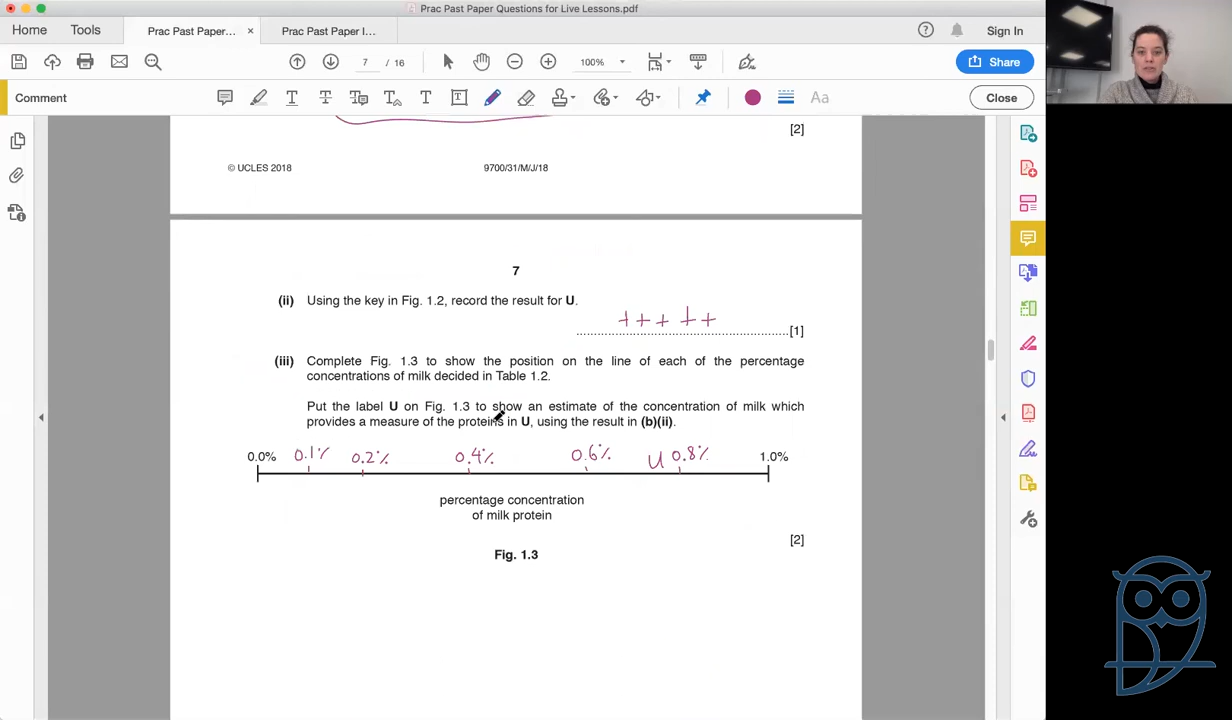 Prac Past Paper Questions for Live Lessons.pdf
Home Tools Prac Past Paper... × Prac Past Paper I... Sign In
7 / 16 100% Share
Comment Close
[2]
© UCLES 2018 9700/31/M/J/18
7
(ii) Using the key in Fig. 1.2, record the result for U.
+++++
[1]
(iii) Complete Fig. 1.3 to show the position on the line of each of the percentage
concentrations of milk decided in Table 1.2.
Put the label U on Fig. 1.3 to show an estimate of the concentration of milk which
provides a measure of the proteins in U, using the result in (b)(ii).
0.0% 0.1% 0.2% 0.4% 0.6% U 0.8% 1.0%
percentage concentration
of milk protein
[2]
Fig. 1.3